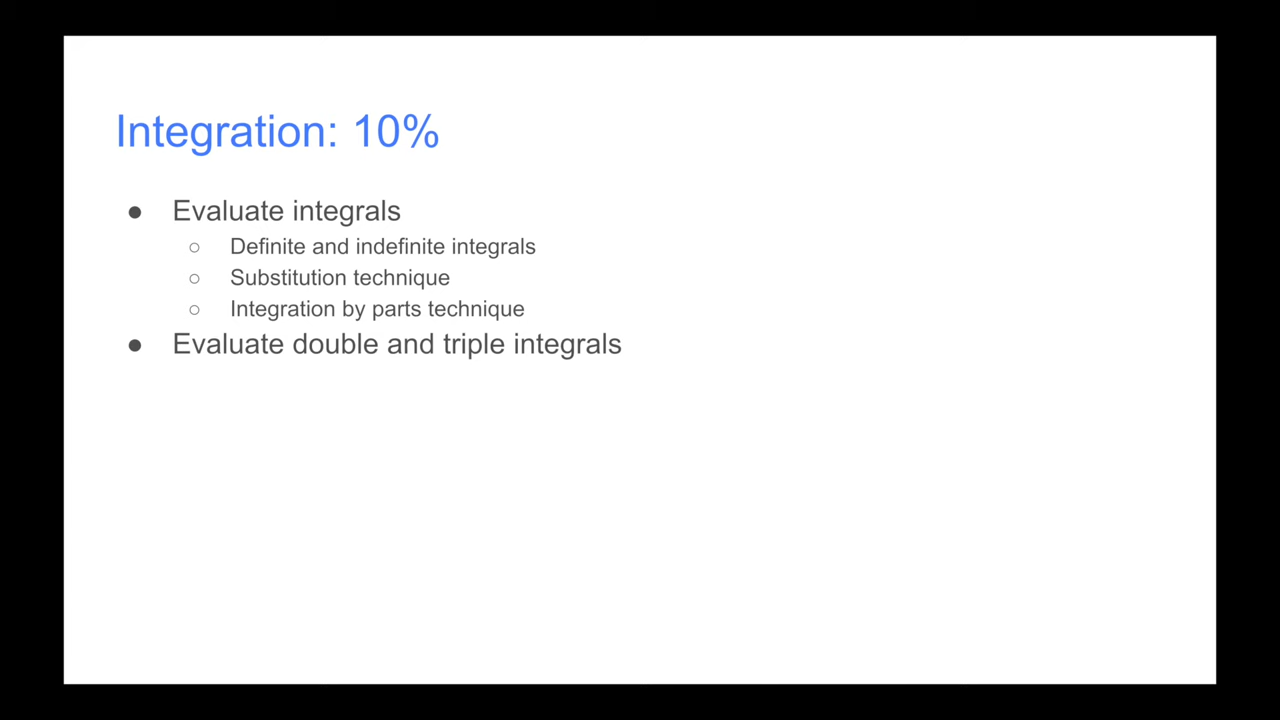 Integration: 10%
● Evaluate integrals
○ Definite and indefinite integrals
○ Substitution technique
○ Integration by parts technique
● Evaluate double and triple integrals